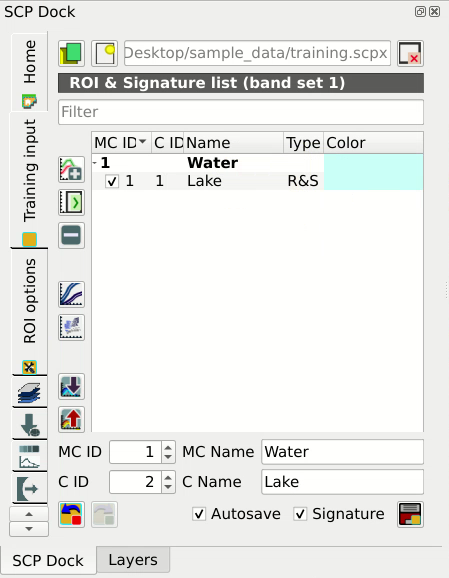 SCP Dock
Home
Training input
ROI options
Desktop/sample_data/training.scpx
ROI & Signature list (band set 1)
Filter
MC ID C ID Name Type Color
1 Water
1 1 Lake R&S
MC ID 1 MC Name Water
C ID 2 C Name Lake
Autosave Signature
SCP Dock Layers